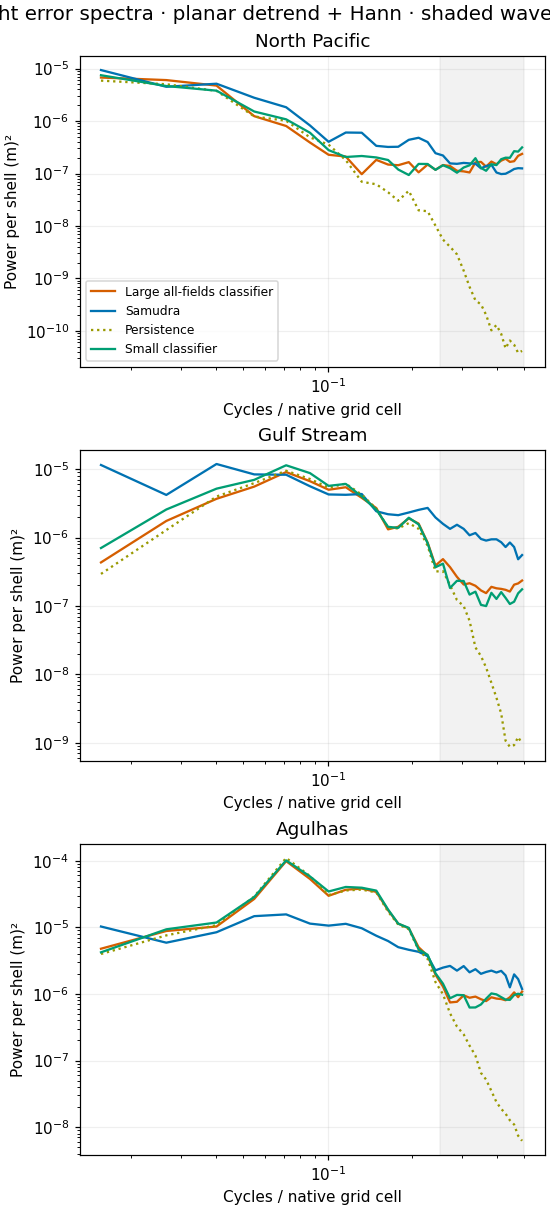 ht error spectra · planar detrend + Hann · shaded wave
North Pacific
Power per shell (m)²
10⁻⁵
10⁻⁶
10⁻⁷
10⁻⁸
10⁻⁹
10⁻¹⁰
Large all-fields classifier
Samudra
Persistence
Small classifier
10⁻¹
Cycles / native grid cell
Gulf Stream
Power per shell (m)²
10⁻⁵
10⁻⁶
10⁻⁷
10⁻⁸
10⁻⁹
10⁻¹
Cycles / native grid cell
Agulhas
Power per shell (m)²
10⁻⁴
10⁻⁵
10⁻⁶
10⁻⁷
10⁻⁸
10⁻¹
Cycles / native grid cell